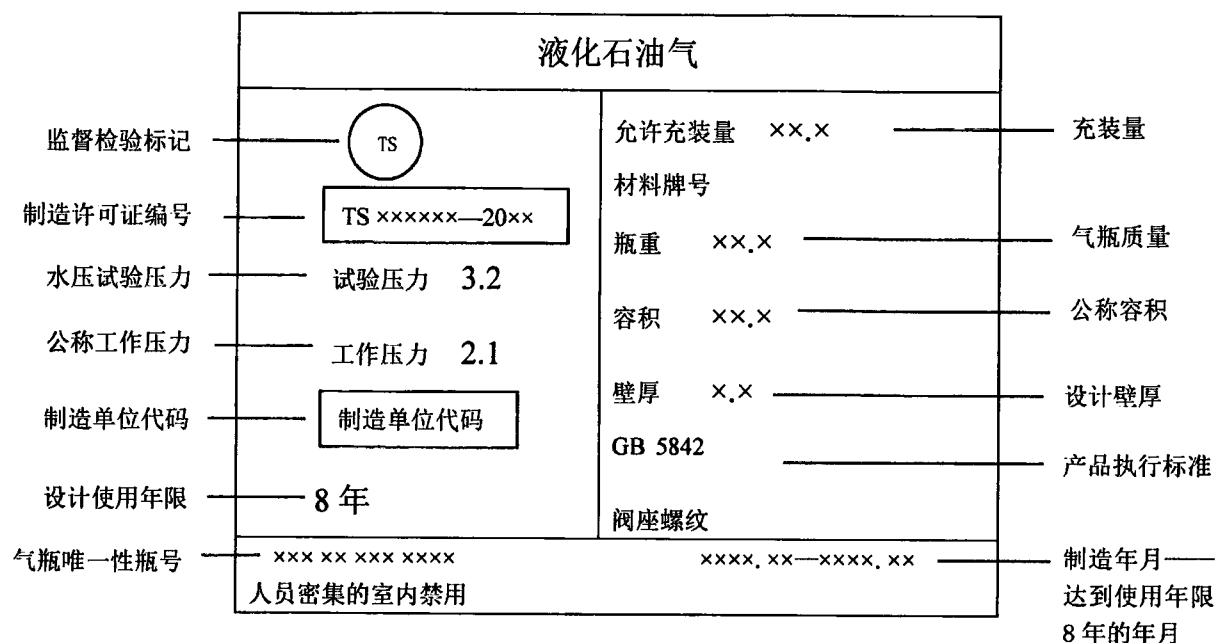 液化石油气
监督检验标记 TS 允许充装量 ××.× 充装量
材料牌号
制造许可证编号 TS ××××××—20××
瓶重 ××.× 气瓶质量
水压试验压力 试验压力 3.2
容积 ××.× 公称容积
公称工作压力 工作压力 2.1
壁厚 ×.× 设计壁厚
制造单位代码 制造单位代码
GB 5842 产品执行标准
设计使用年限 8年
阀座螺纹
气瓶唯一性瓶号 ××× ×× ××× ×××× ××××.××—××××.×× 制造年月——
人员密集的室内禁用 达到使用年限
8年的年月